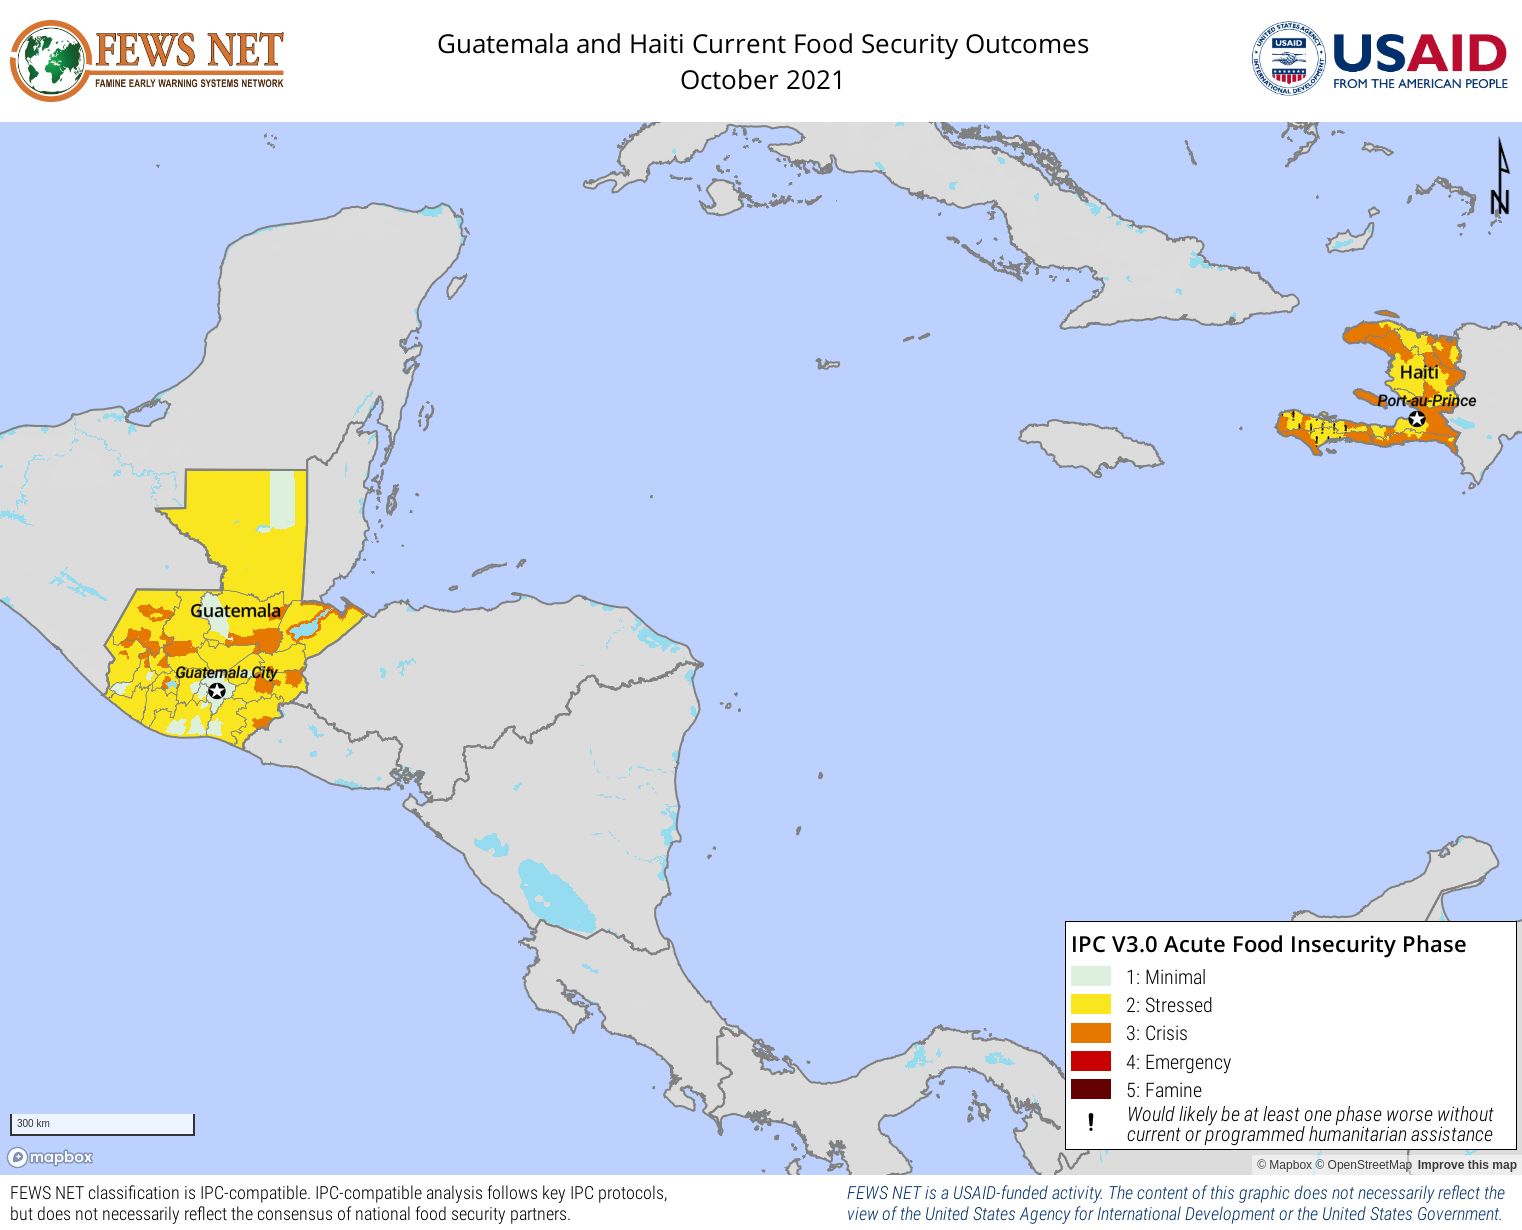 FEWS NET
FAMINE EARLY WARNING SYSTEMS NETWORK
Guatemala and Haiti Current Food Security Outcomes
October 2021
UNITED STATES AGENCY
INTERNATIONAL DEVELOPMENT
USAID
USAID
FROM THE AMERICAN PEOPLE
N
Haiti
Port-au-Prince
Guatemala
Guatemala City
IPC V3.0 Acute Food Insecurity Phase
1: Minimal
2: Stressed
3: Crisis
4: Emergency
5: Famine
! Would likely be at least one phase worse without
current or programmed humanitarian assistance
300 km
mapbox
© Mapbox © OpenStreetMap Improve this map
FEWS NET classification is IPC-compatible. IPC-compatible analysis follows key IPC protocols,
but does not necessarily reflect the consensus of national food security partners.
FEWS NET is a USAID-funded activity. The content of this graphic does not necessarily reflect the
view of the United States Agency for International Development or the United States Government.